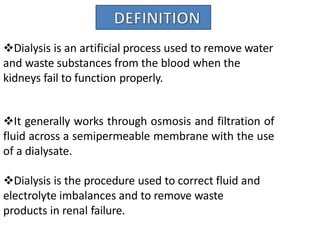 DEFINITION
❖Dialysis is an artificial process used to remove water
and waste substances from the blood when the
kidneys fail to function properly.
❖It generally works through osmosis and filtration of
fluid across a semipermeable membrane with the use
of a dialysate.
❖Dialysis is the procedure used to correct fluid and
electrolyte imbalances and to remove waste
products in renal failure.